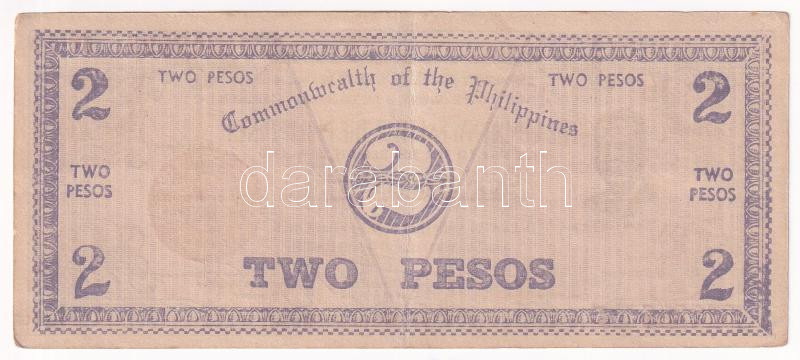 2 TWO PESOS TWO PESOS 2
Commonwealth of the Philippines
TWO PESOS
2
TWO PESOS
darabanth
2 TWO PESOS 2